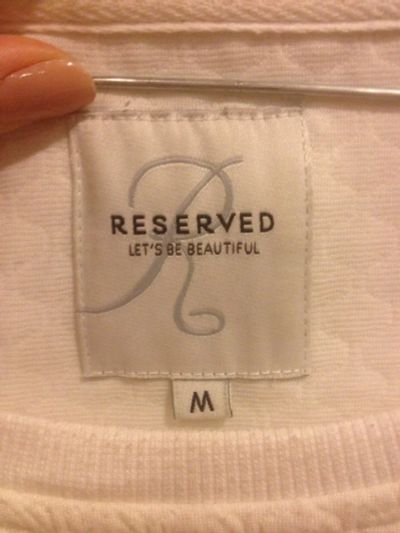 R
RESERVED
LET'S BE BEAUTIFUL
M